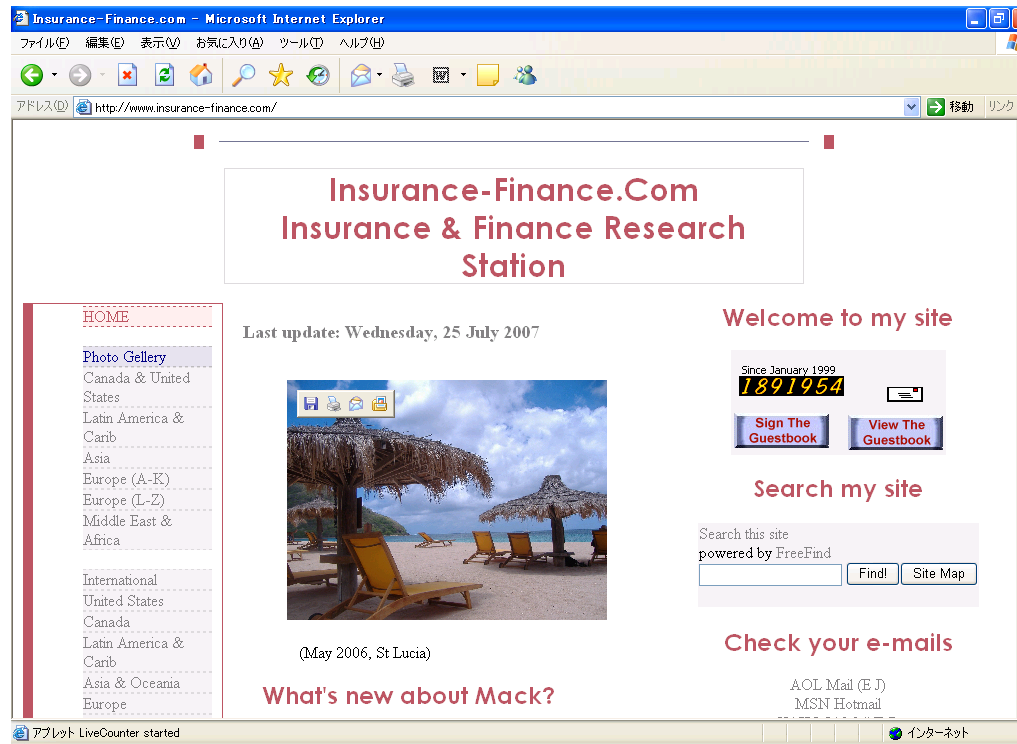 Insurance-Finance.com - Microsoft Internet Explorer
ファイル(F) 編集(E) 表示(V) お気に入り(A) ツール(T) ヘルプ(H)
アドレス(D) http://www.insurance-finance.com/ 移動 リンク
Insurance-Finance.Com
Insurance & Finance Research
Station
HOME
Photo Gellery
Canada & United
States
Latin America &
Carib
Asia
Europe (A-K)
Europe (L-Z)
Middle East &
Africa
International
United States
Canada
Latin America &
Carib
Asia & Oceania
Europe
Last update: Wednesday, 25 July 2007
(May 2006, St Lucia)
What's new about Mack?
Welcome to my site
Since January 1999
1891954
Sign The
Guestbook
View The
Guestbook
Search my site
Search this site
powered by FreeFind
Find! Site Map
Check your e-mails
AOL Mail (E J)
MSN Hotmail
アプレット LiveCounter started
インターネット